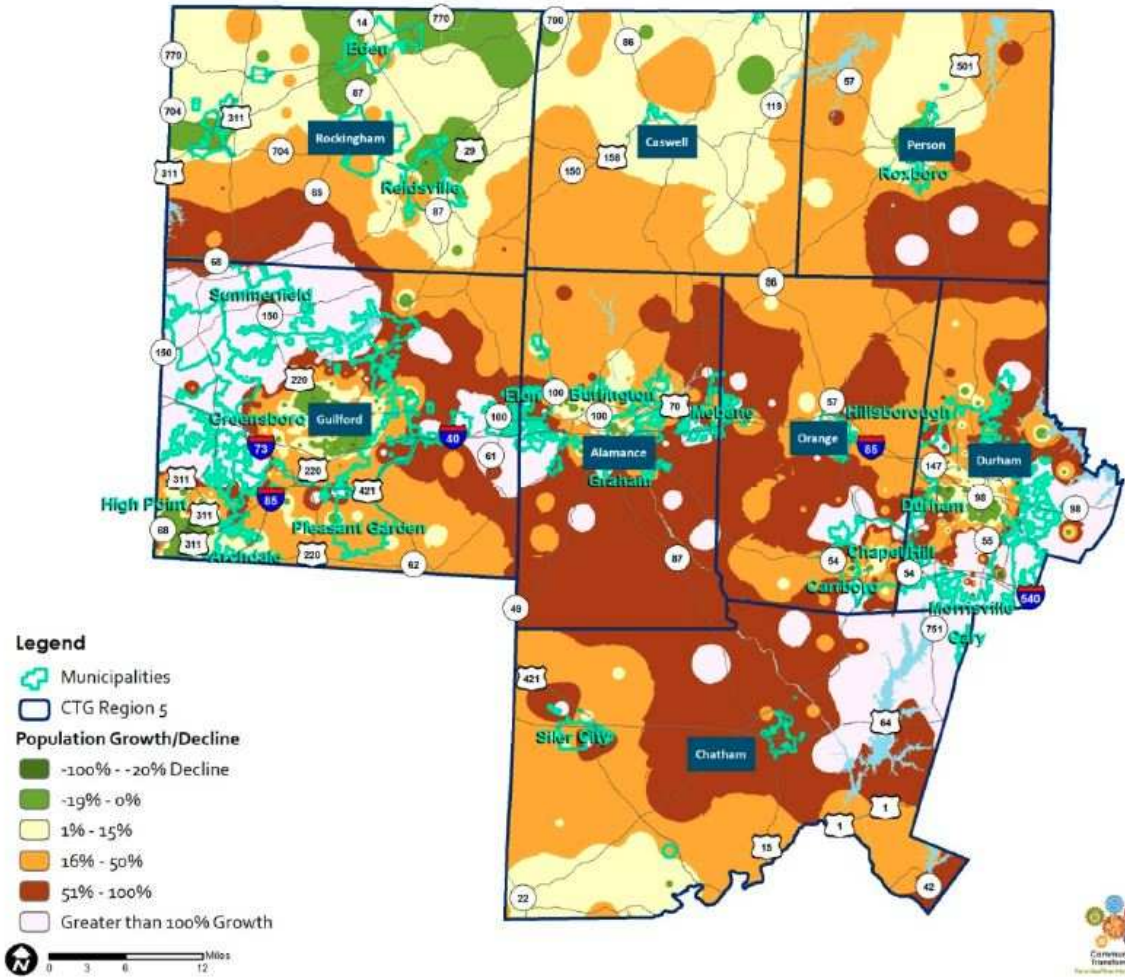 14
770
700
770
Eden
86
57
501
87
119
704
311
Rockingham
Caswell
Person
29
158
704
150
311
Roxboro
65
Reidsville
87
68
86
Summerfield
150
150
220
Elon
100
Burlington
57
Greensboro
Guilford
100
100
70
Mebane
Hillsborough
40
Orange
73
61
Alamance
85
147
Durham
311
220
Graham
421
98
High Point
85
Durham
98
311
68
Pleasant Garden
55
311
Archdale
220
62
87
54
Chapel Hill
54
Carrboro
540
49
Morrisville
751
Cary
Legend
Municipalities
421
CTG Region 5
64
Population Growth/Decline
Siler City
Chatham
-100% - -20% Decline
-19% - 0%
1% - 15%
1
1
16% - 50%
15
51% - 100%
22
42
Greater than 100% Growth
N
Miles
0 3 6 12